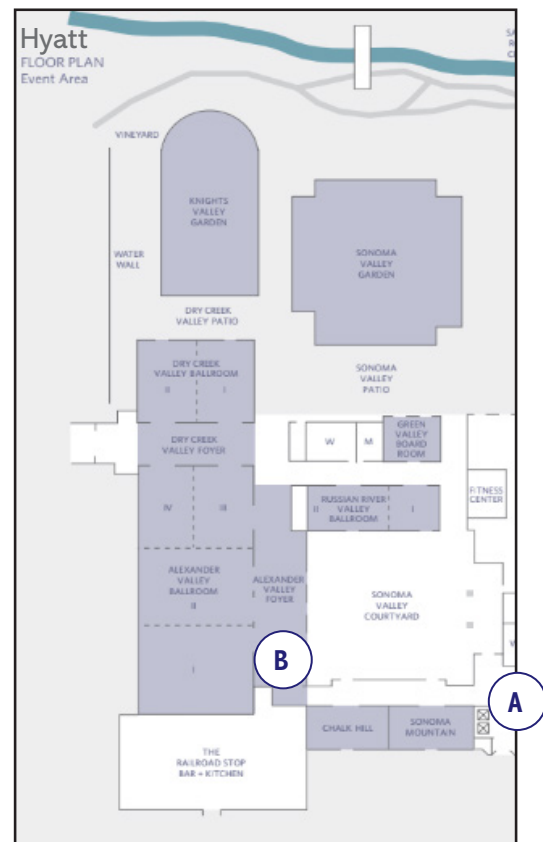 Hyatt
FLOOR PLAN
Event Area
VINEYARD
KNIGHTS
VALLEY
GARDEN
WATER
WALL
SONOMA
VALLEY
GARDEN
DRY CREEK
VALLEY PATIO
DRY CREEK
VALLEY BALLROOM
II
I
SONOMA
VALLEY
PATIO
DRY CREEK
VALLEY FOYER
W
M
GREEN
VALLEY
BOARD
ROOM
IV
III
RUSSIAN RIVER
VALLEY
BALLROOM
II
I
FITNESS
CENTER
ALEXANDER
VALLEY
BALLROOM
II
ALEXANDER
VALLEY
FOYER
SONOMA
VALLEY
COURTYARD
I
B
A
CHALK HILL
SONOMA
MOUNTAIN
THE
RAILROAD STOP
BAR + KITCHEN